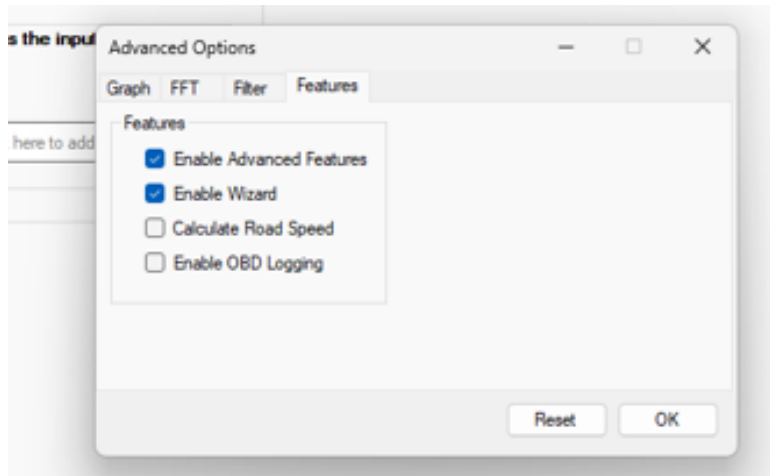 s the input
Advanced Options
Graph FFT Filter Features
Features
here to add
Enable Advanced Features
Enable Wizard
Calculate Road Speed
Enable OBD Logging
Reset OK